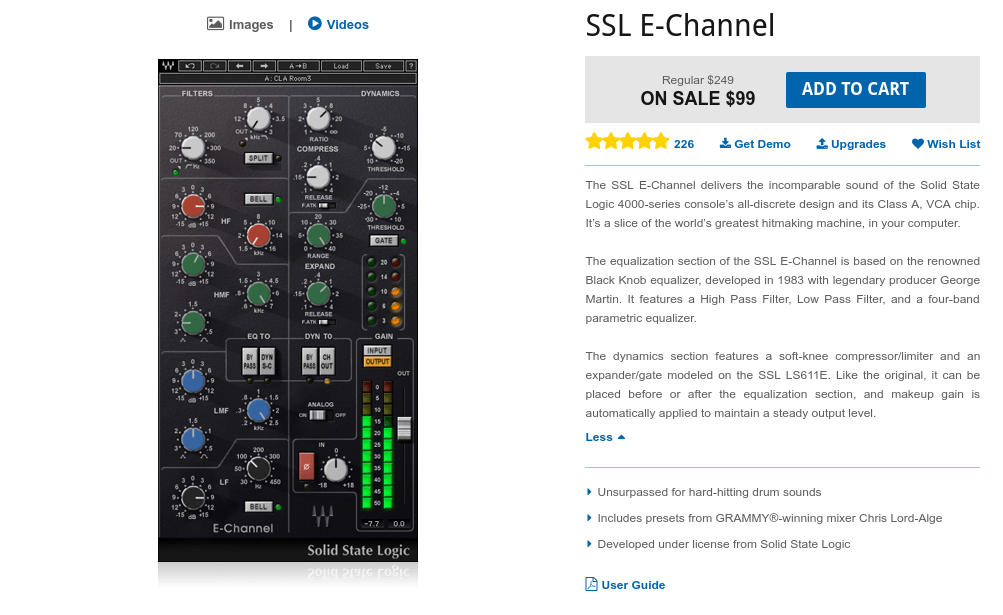 Images | Videos
SSL E-Channel
Regular $249
ON SALE $99
ADD TO CART
226
Get Demo
Upgrades
Wish List
The SSL E-Channel delivers the incomparable sound of the Solid State
Logic 4000-series console's all-discrete design and its Class A, VCA chip.
It's a slice of the world's greatest hitmaking machine, in your computer.
The equalization section of the SSL E-Channel is based on the renowned
Black Knob equalizer, developed in 1983 with legendary producer George
Martin. It features a High Pass Filter, Low Pass Filter, and a four-band
parametric equalizer.
The dynamics section features a soft-knee compressor/limiter and an
expander/gate modeled on the SSL LS611E. Like the original, it can be
placed before or after the equalization section, and makeup gain is
automatically applied to maintain a steady output level.
Less
Unsurpassed for hard-hitting drum sounds
Includes presets from GRAMMY®-winning mixer Chris Lord-Alge
Developed under license from Solid State Logic
User Guide
A→B Load Save ?
A: CLA Room3
FILTERS
DYNAMICS
RATIO
COMPRESS
THRESHOLD
SPLIT
RELEASE
F.ATK
BELL
HF
THRESHOLD
GATE
RANGE
EXPAND
HMF
RELEASE
F.ATK
EQ TO
DYN TO
GAIN
BY PASS
DYN S-C
BY PASS
CH OUT
INPUT
OUTPUT
OUT
ANALOG
ON OFF
LMF
IN
LF
BELL
-7.7 0.0
E-Channel
Solid State Logic